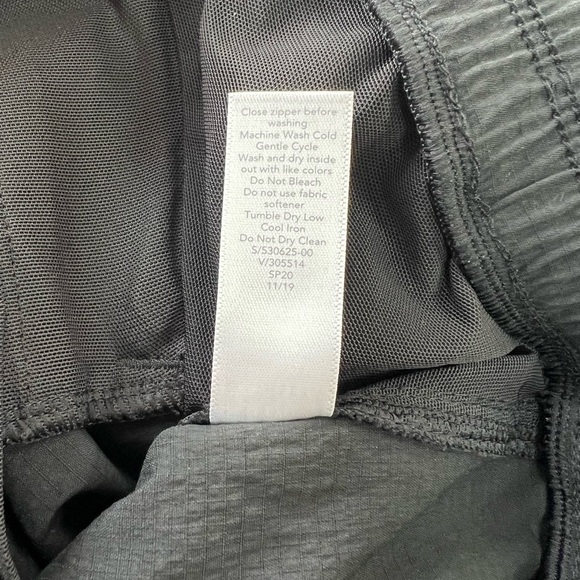 Close zipper before
washing
Machine Wash Cold
Gentle Cycle
Wash and dry inside
out with like colors
Do Not Bleach
Do not use fabric
softener
Tumble Dry Low
Cool Iron
Do Not Dry Clean
S/530625-00
V/305514
SP20
11/19